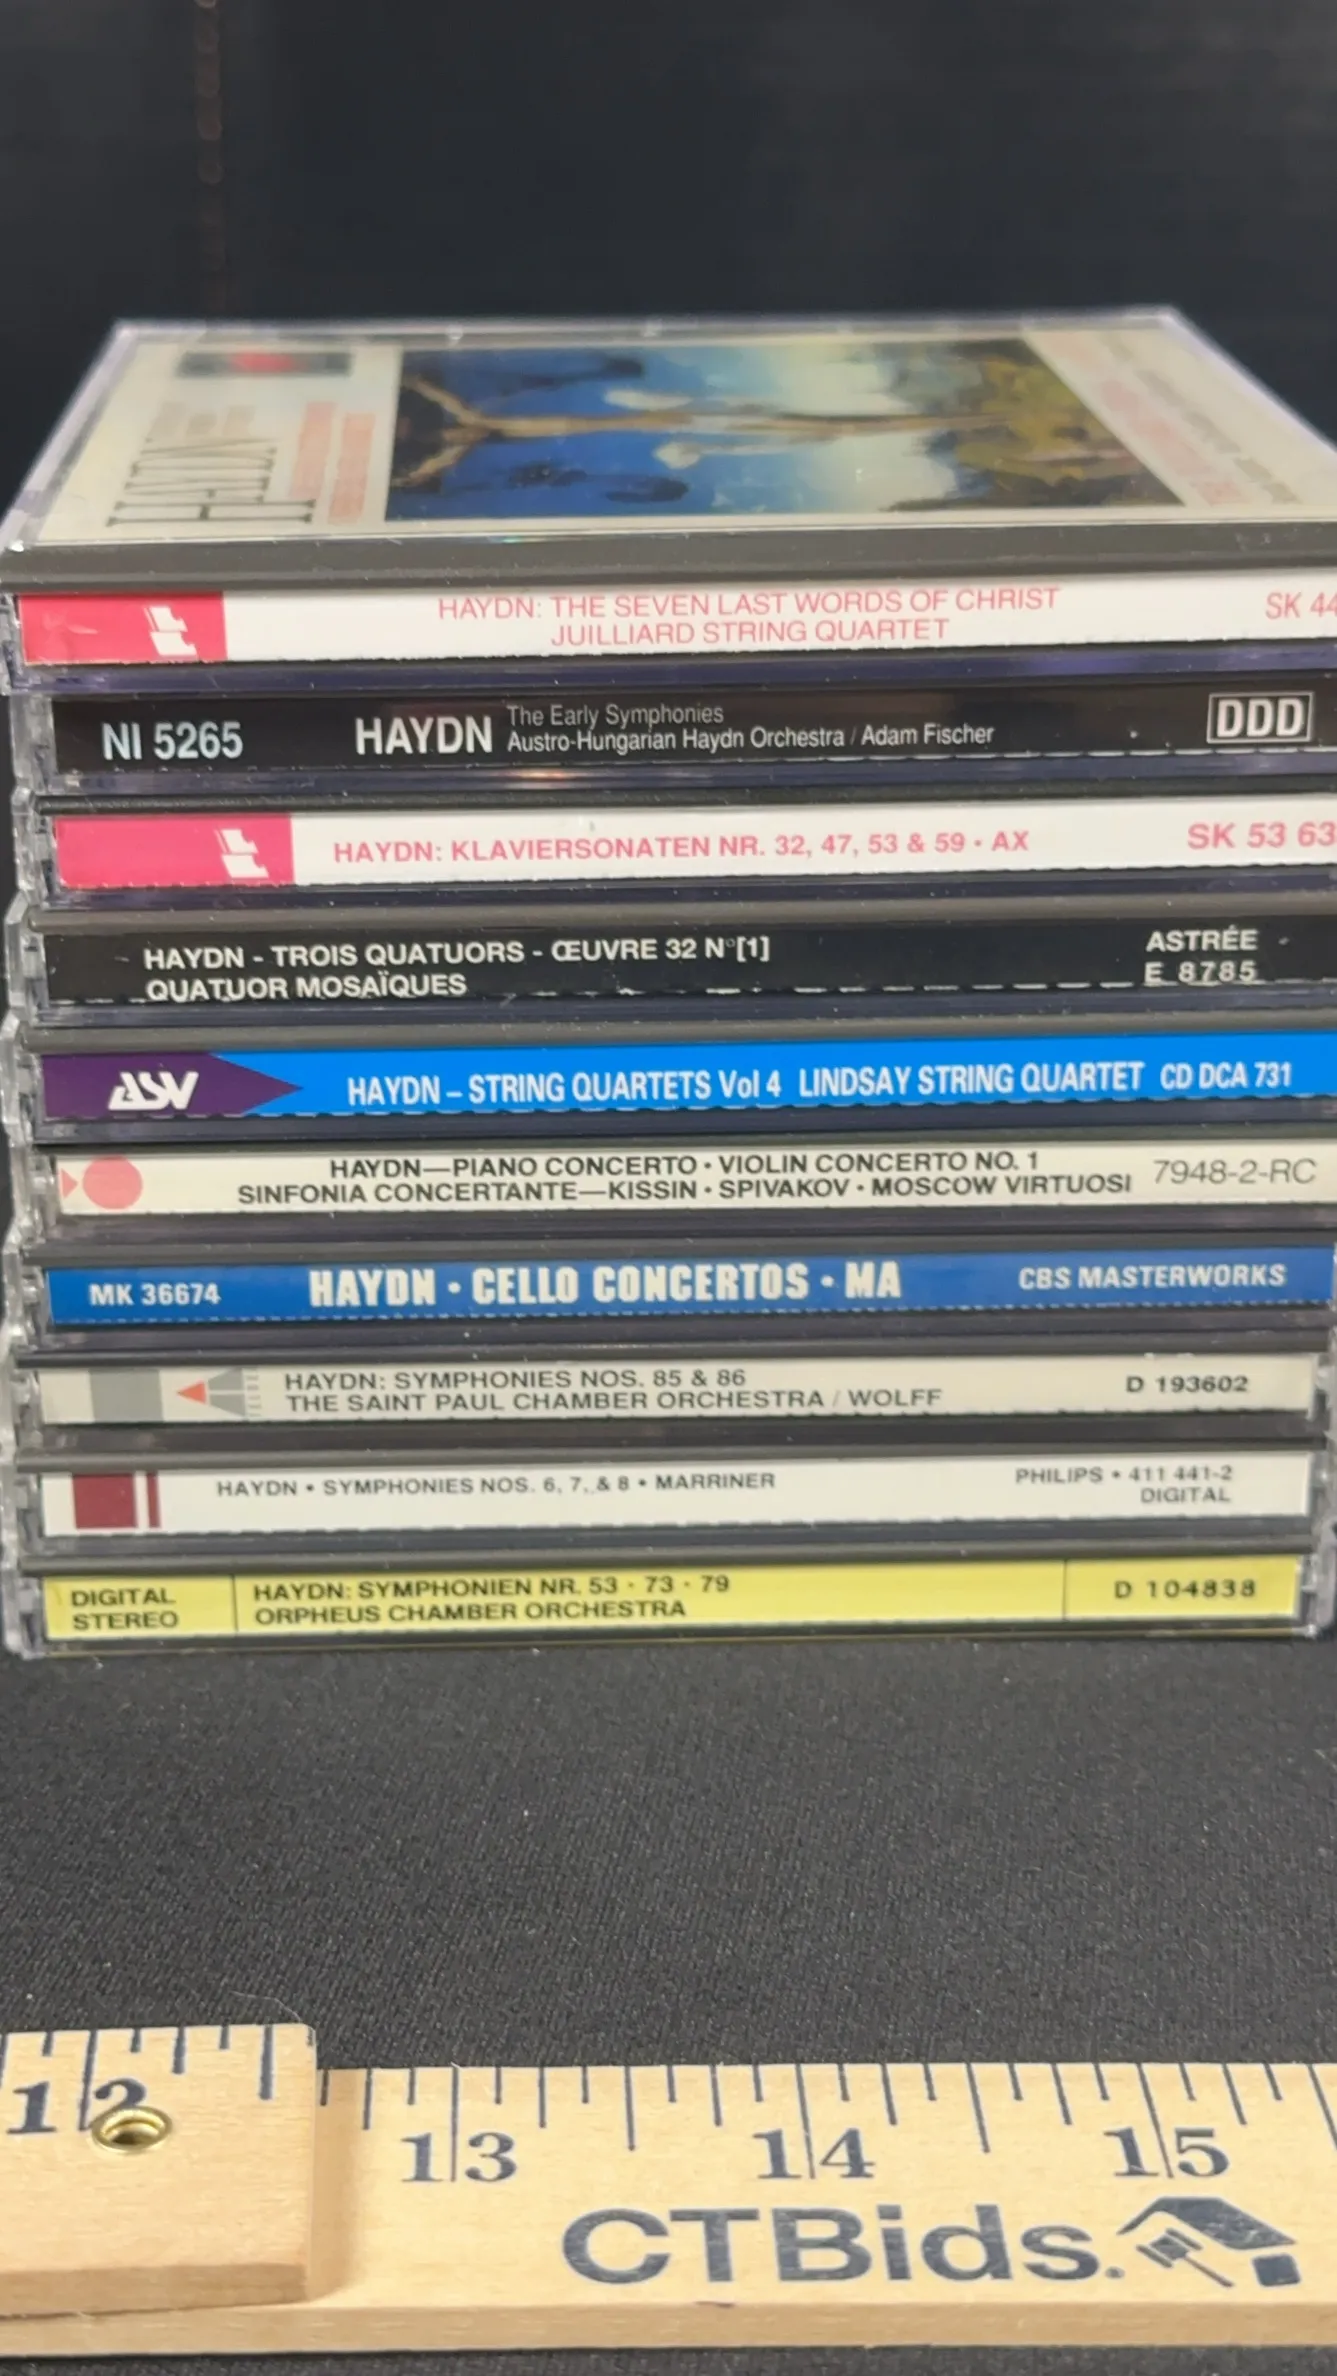 HAYDN
HAYDN: THE SEVEN LAST WORDS OF CHRIST
JUILLIARD STRING QUARTET
SK 44
NI 5265
HAYDN
The Early Symphonies
Austro-Hungarian Haydn Orchestra / Adam Fischer
DDD
HAYDN: KLAVIERSONATEN NR. 32, 47, 53 & 59 · AX
SK 53 63
HAYDN - TROIS QUATUORS - ŒUVRE 32 N°[1]
QUATUOR MOSAÏQUES
ASTRÉE
E 8785
ASV
HAYDN – STRING QUARTETS Vol 4 LINDSAY STRING QUARTET CD DCA 731
HAYDN—PIANO CONCERTO • VIOLIN CONCERTO NO. 1
SINFONIA CONCERTANTE—KISSIN • SPIVAKOV • MOSCOW VIRTUOSI
7948-2-RC
MK 36674
HAYDN • CELLO CONCERTOS • MA
CBS MASTERWORKS
HAYDN: SYMPHONIES NOS. 85 & 86
THE SAINT PAUL CHAMBER ORCHESTRA / WOLFF
D 193602
HAYDN • SYMPHONIES NOS. 6, 7, & 8 • MARRINER
PHILIPS • 411 441-2
DIGITAL
DIGITAL
STEREO
HAYDN: SYMPHONIEN NR. 53 · 73 · 79
ORPHEUS CHAMBER ORCHESTRA
D 104838
12 13 14 15
CTBids.